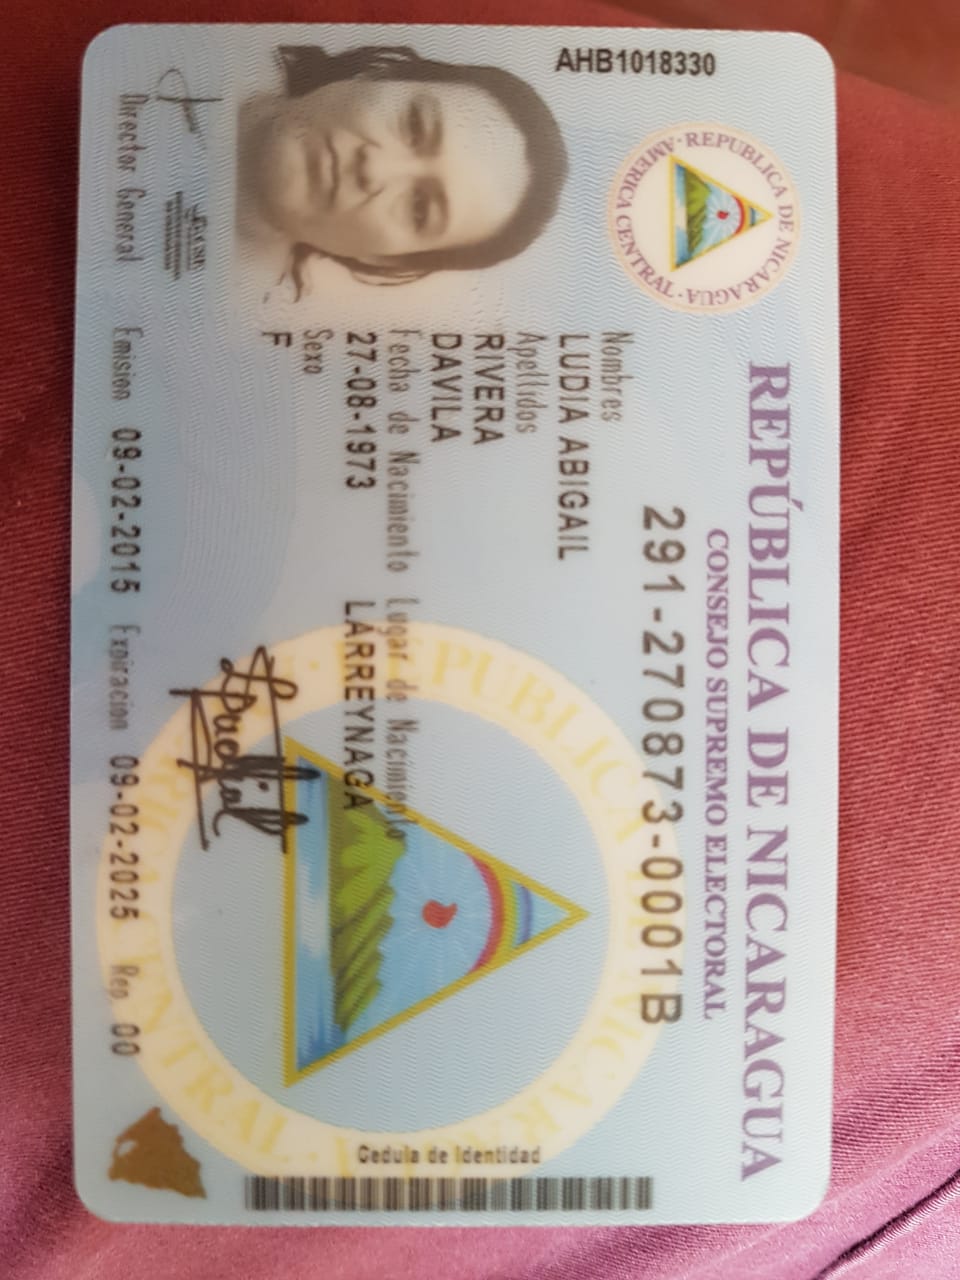 REPÚBLICA DE NICARAGUA
CONSEJO SUPREMO ELECTORAL
AHB1018330
REPUBLICA DE NICARAGUA · AMERICA CENTRAL ·
291-270873-0001B
Nombres
LUDIA ABIGAIL
Apellidos
RIVERA
DAVILA
Fecha de Nacimiento Lugar de Nacimiento
27-08-1973 LARREYNAGA
Sexo
F
Director General Emision 09-02-2015 Expiracion 09-02-2025 Rep 00
Cedula de Identidad